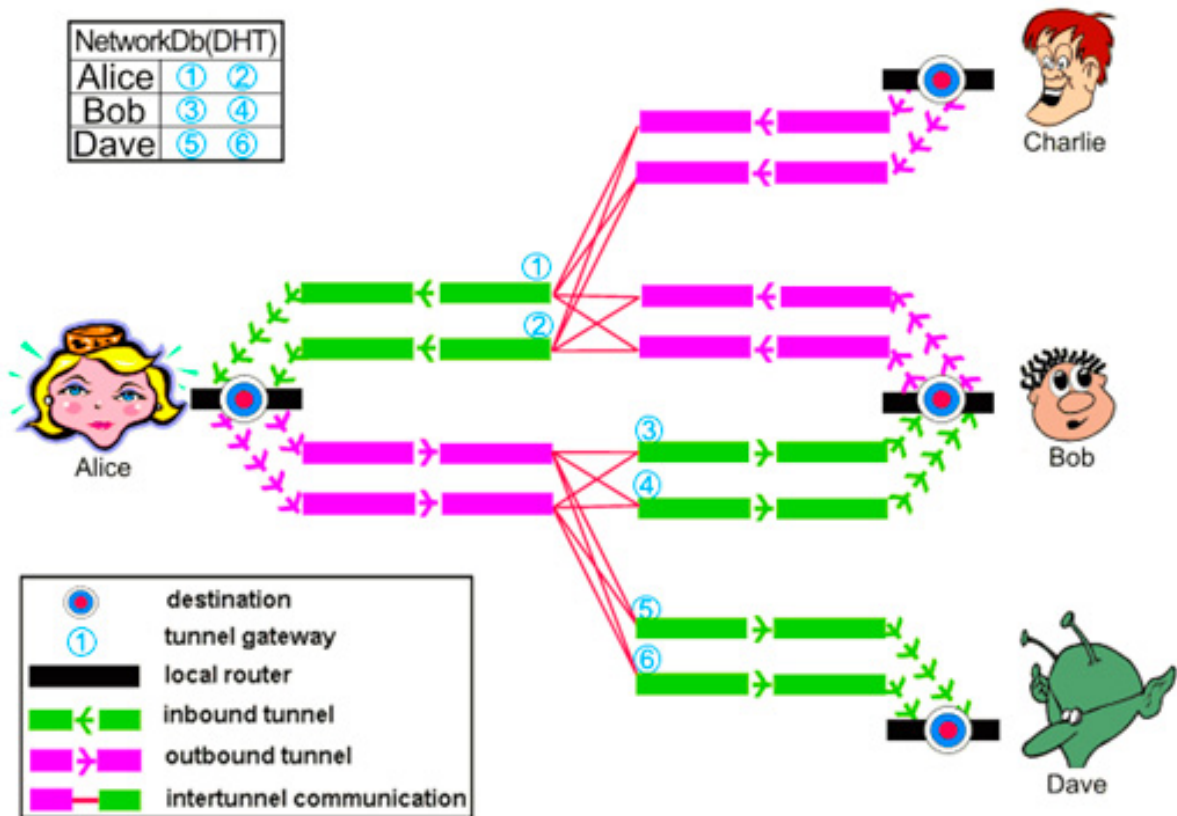 NetworkDb(DHT)
Alice ① ②
Bob ③ ④
Dave ⑤ ⑥
Charlie
①
②
Alice
③
④
Bob
⑤
⑥
Dave
destination
① tunnel gateway
local router
inbound tunnel
outbound tunnel
intertunnel communication